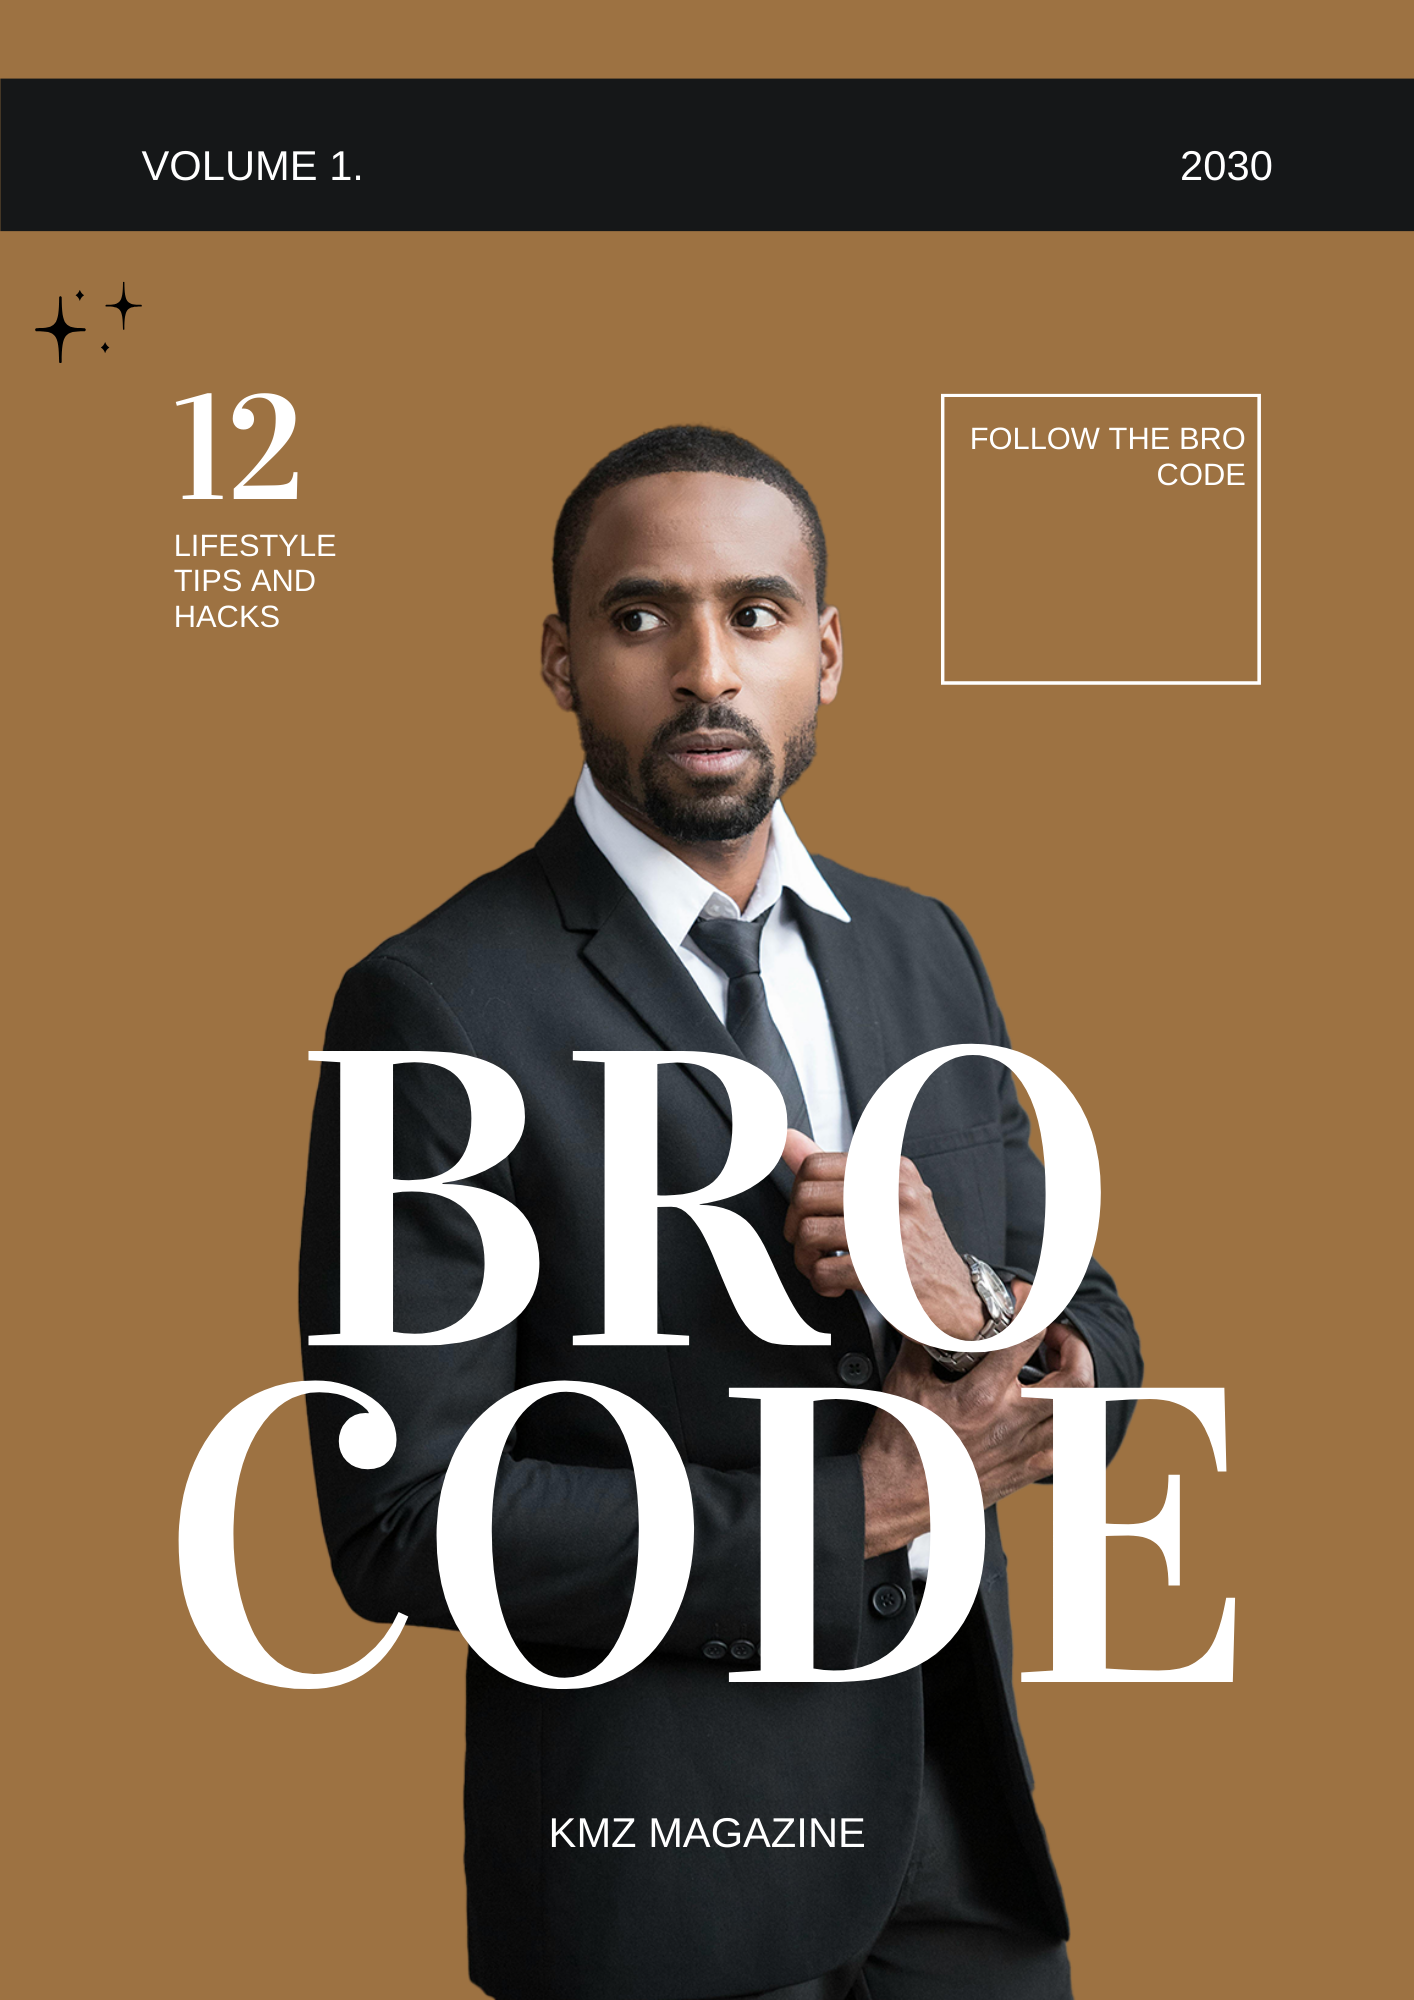 VOLUME 1.
2030
12
LIFESTYLE
TIPS AND
HACKS
FOLLOW THE BRO
CODE
BRO
CODE
KMZ MAGAZINE